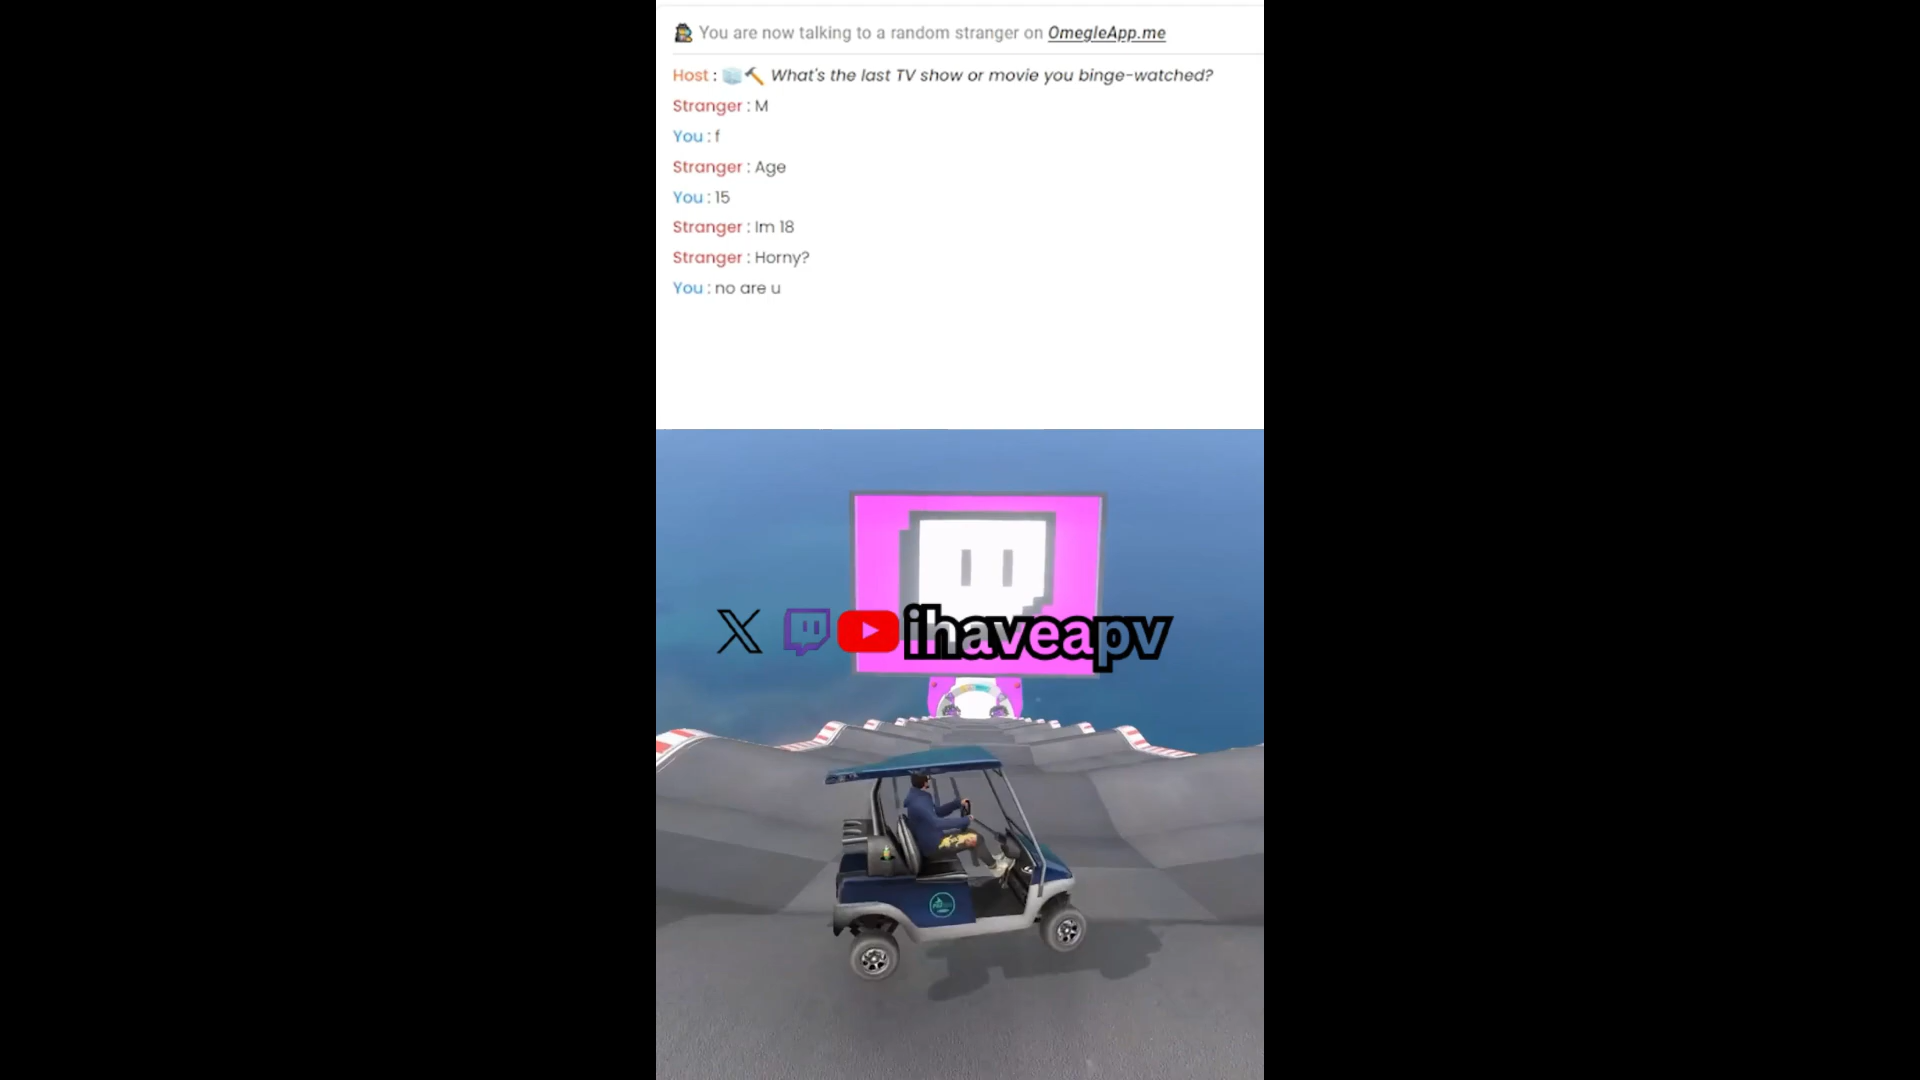 You are now talking to a random stranger on OmegleApp.me
Host : What's the last TV show or movie you binge-watched?
Stranger : M
You : f
Stranger : Age
You : 15
Stranger : Im 18
Stranger : Horny?
You : no are u
ihaveapv